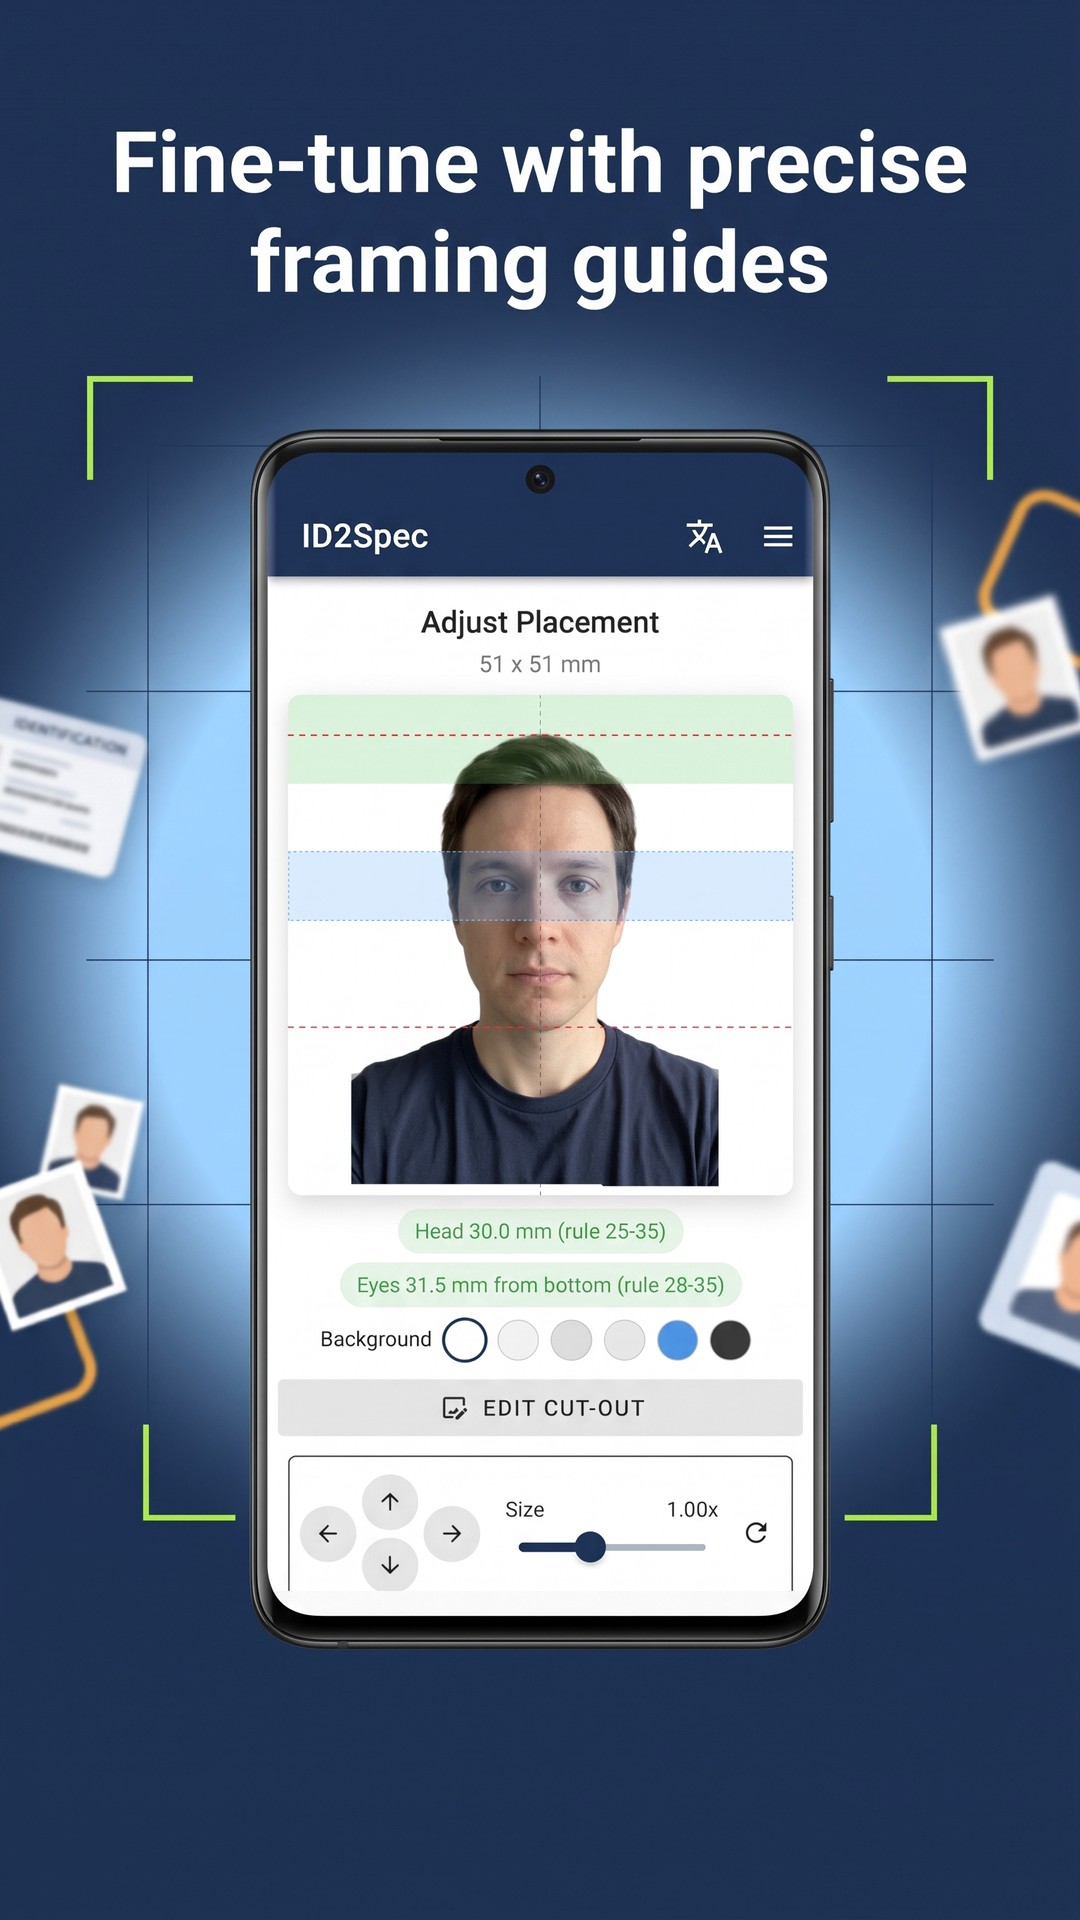 Fine-tune with precise
framing guides
ID2Spec
Adjust Placement
51 x 51 mm
IDENTIFICATION
Head 30.0 mm (rule 25-35)
Eyes 31.5 mm from bottom (rule 28-35)
Background
EDIT CUT-OUT
Size 1.00x